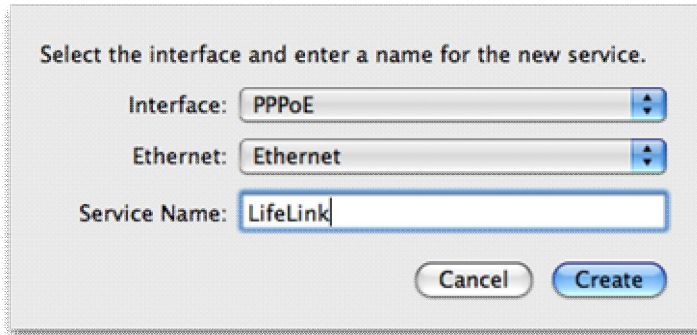 Select the interface and enter a name for the new service.
Interface: PPPoE
Ethernet: Ethernet
Service Name: LifeLink
Cancel Create